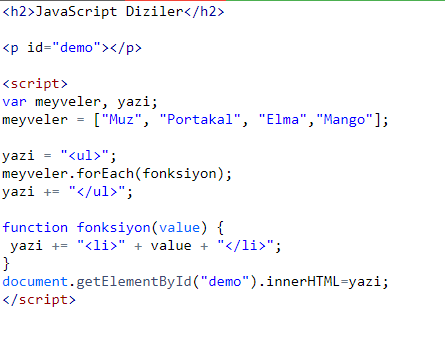 <h2>JavaScript Diziler</h2>
<p id="demo"></p>
<script>
var meyveler, yazi;
meyveler = ["Muz", "Portakal", "Elma","Mango"];
yazi = "<ul>";
meyveler.forEach(fonksiyon);
yazi += "</ul>";
function fonksiyon(value) {
 yazi += "<li>" + value + "</li>";
}
document.getElementById("demo").innerHTML=yazi;
</script>